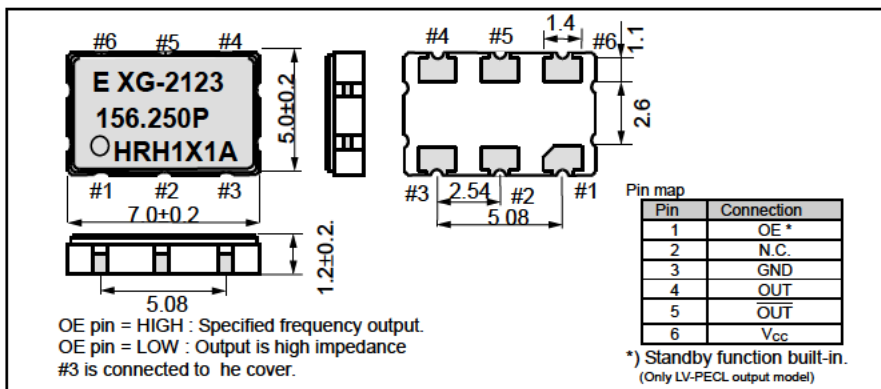 #6 #5 #4
E XG-2123
156.250P
HRH1X1A
#1 #2 #3
7.0±0.2
5.0±0.2
5.08
1.2±0.2.
#4 #5 #6
1.4
1.1
2.6
#3 #2 #1
2.54
5.08
OE pin = HIGH : Specified frequency output.
OE pin = LOW : Output is high impedance
#3 is connected to he cover.
Pin map
Pin Connection
1 OE *
2 N.C.
3 GND
4 OUT
5 O̅U̅T̅
6 Vcc
*) Standby function built-in.
(Only LV-PECL output model)